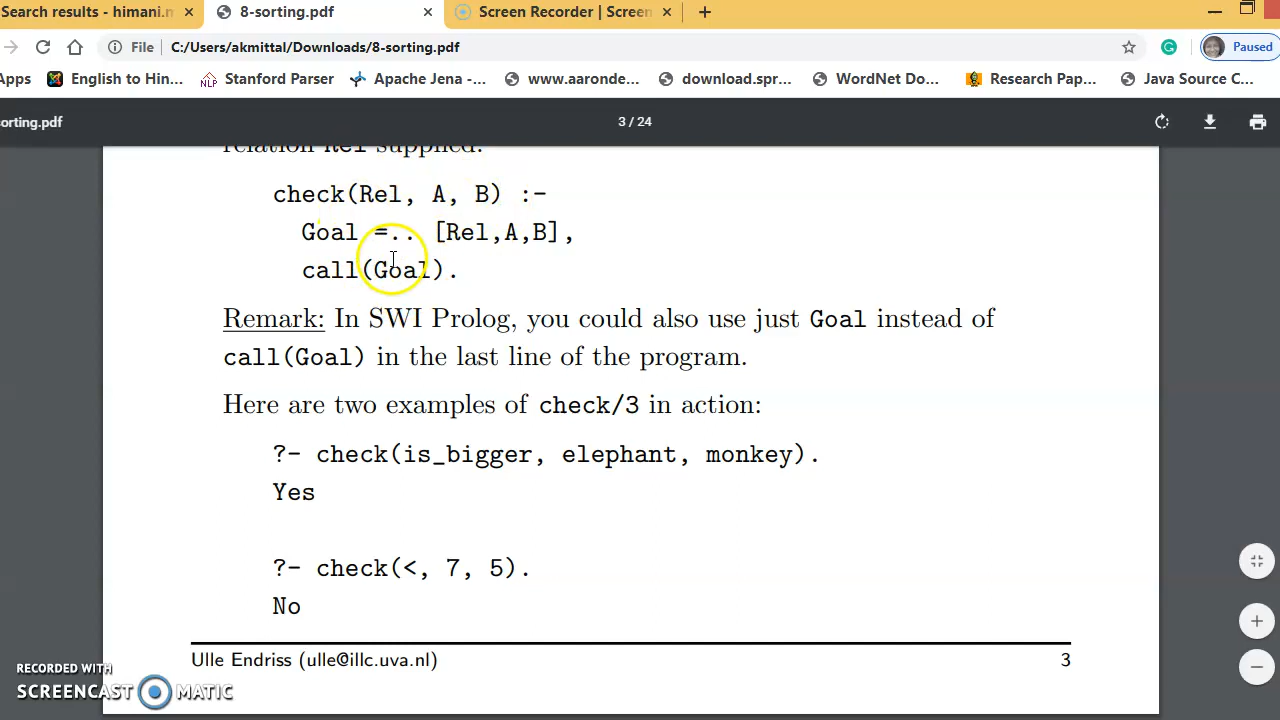 Search results - himani.m
8-sorting.pdf
Screen Recorder | Screen
File
C:/Users/akmittal/Downloads/8-sorting.pdf
Paused
Apps
English to Hin...
NLP
Stanford Parser
Apache Jena -...
www.aaronde...
download.spr...
WordNet Do...
Research Pap...
Java Source C...
orting.pdf
3 / 24
relation Rel supplied:
check(Rel, A, B) :-
Goal =.. [Rel,A,B],
call(Goal).
Remark: In SWI Prolog, you could also use just Goal instead of
call(Goal) in the last line of the program.
Here are two examples of check/3 in action:
?- check(is_bigger, elephant, monkey).
Yes
?- check(<, 7, 5).
No
Ulle Endriss (ulle@illc.uva.nl)
3
RECORDED WITH
SCREENCAST MATIC